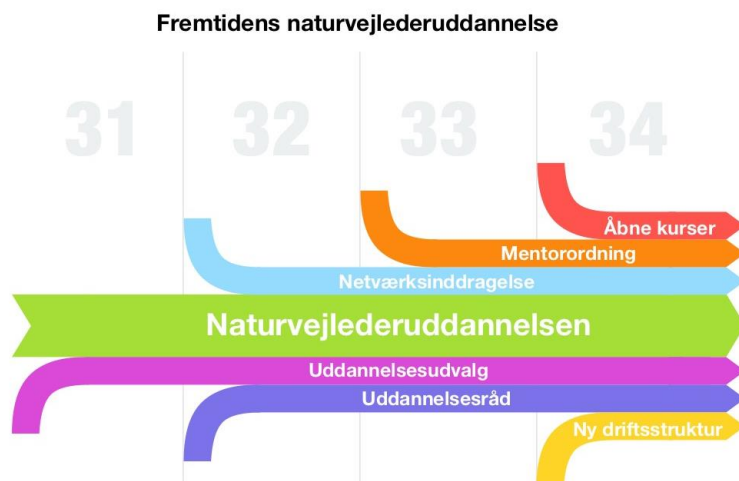 Fremtidens naturvejlederuddannelse
31 32 33 34
Åbne kurser
Mentorordning
Netværksinddragelse
Naturvejlederuddannelsen
Uddannelsesudvalg
Uddannelsesråd
Ny driftsstruktur